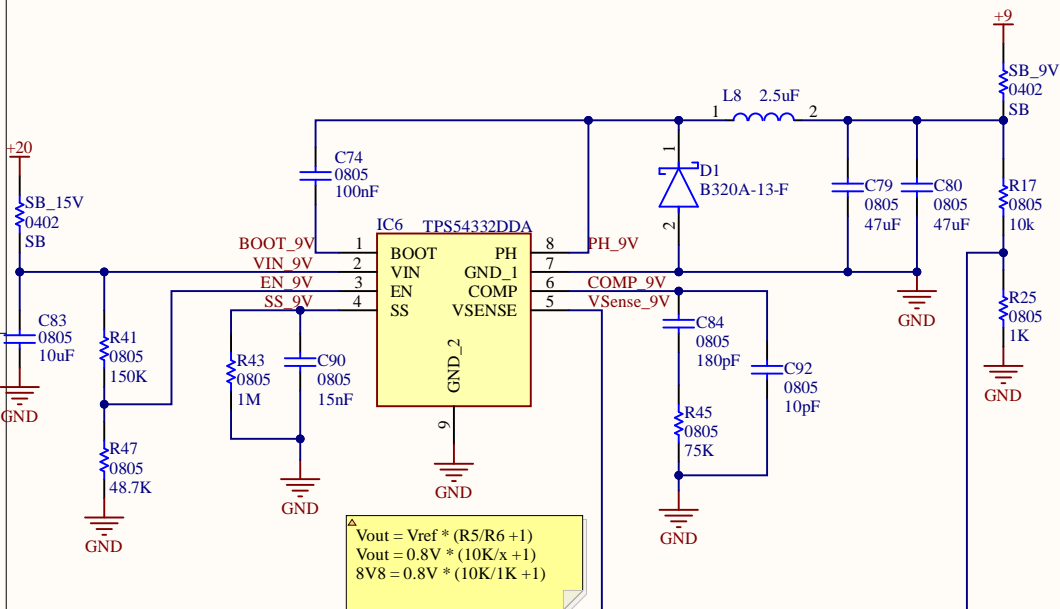 +9
SB_9V
0402
SB
L8 2.5uF
1 2
+20
C74
0805
100nF
1
D1
B320A-13-F
2
C79
0805
47uF
C80
0805
47uF
R17
0805
10k
SB_15V
0402
SB
IC6 TPS54332DDA
BOOT_9V 1 BOOT PH 8 PH_9V
VIN_9V 2 VIN GND_1 7
EN_9V 3 EN COMP 6 COMP_9V
SS_9V 4 SS VSENSE 5 VSense_9V
GND_2
9
GND
R25
0805
1K
GND
C83
0805
10uF
GND
R41
0805
150K
R43
0805
1M
C90
0805
15nF
C84
0805
180pF
C92
0805
10pF
R45
0805
75K
R47
0805
48.7K
GND
GND
GND
GND
Vout = Vref * (R5/R6 +1)
Vout = 0.8V * (10K/x +1)
8V8 = 0.8V * (10K/1K +1)